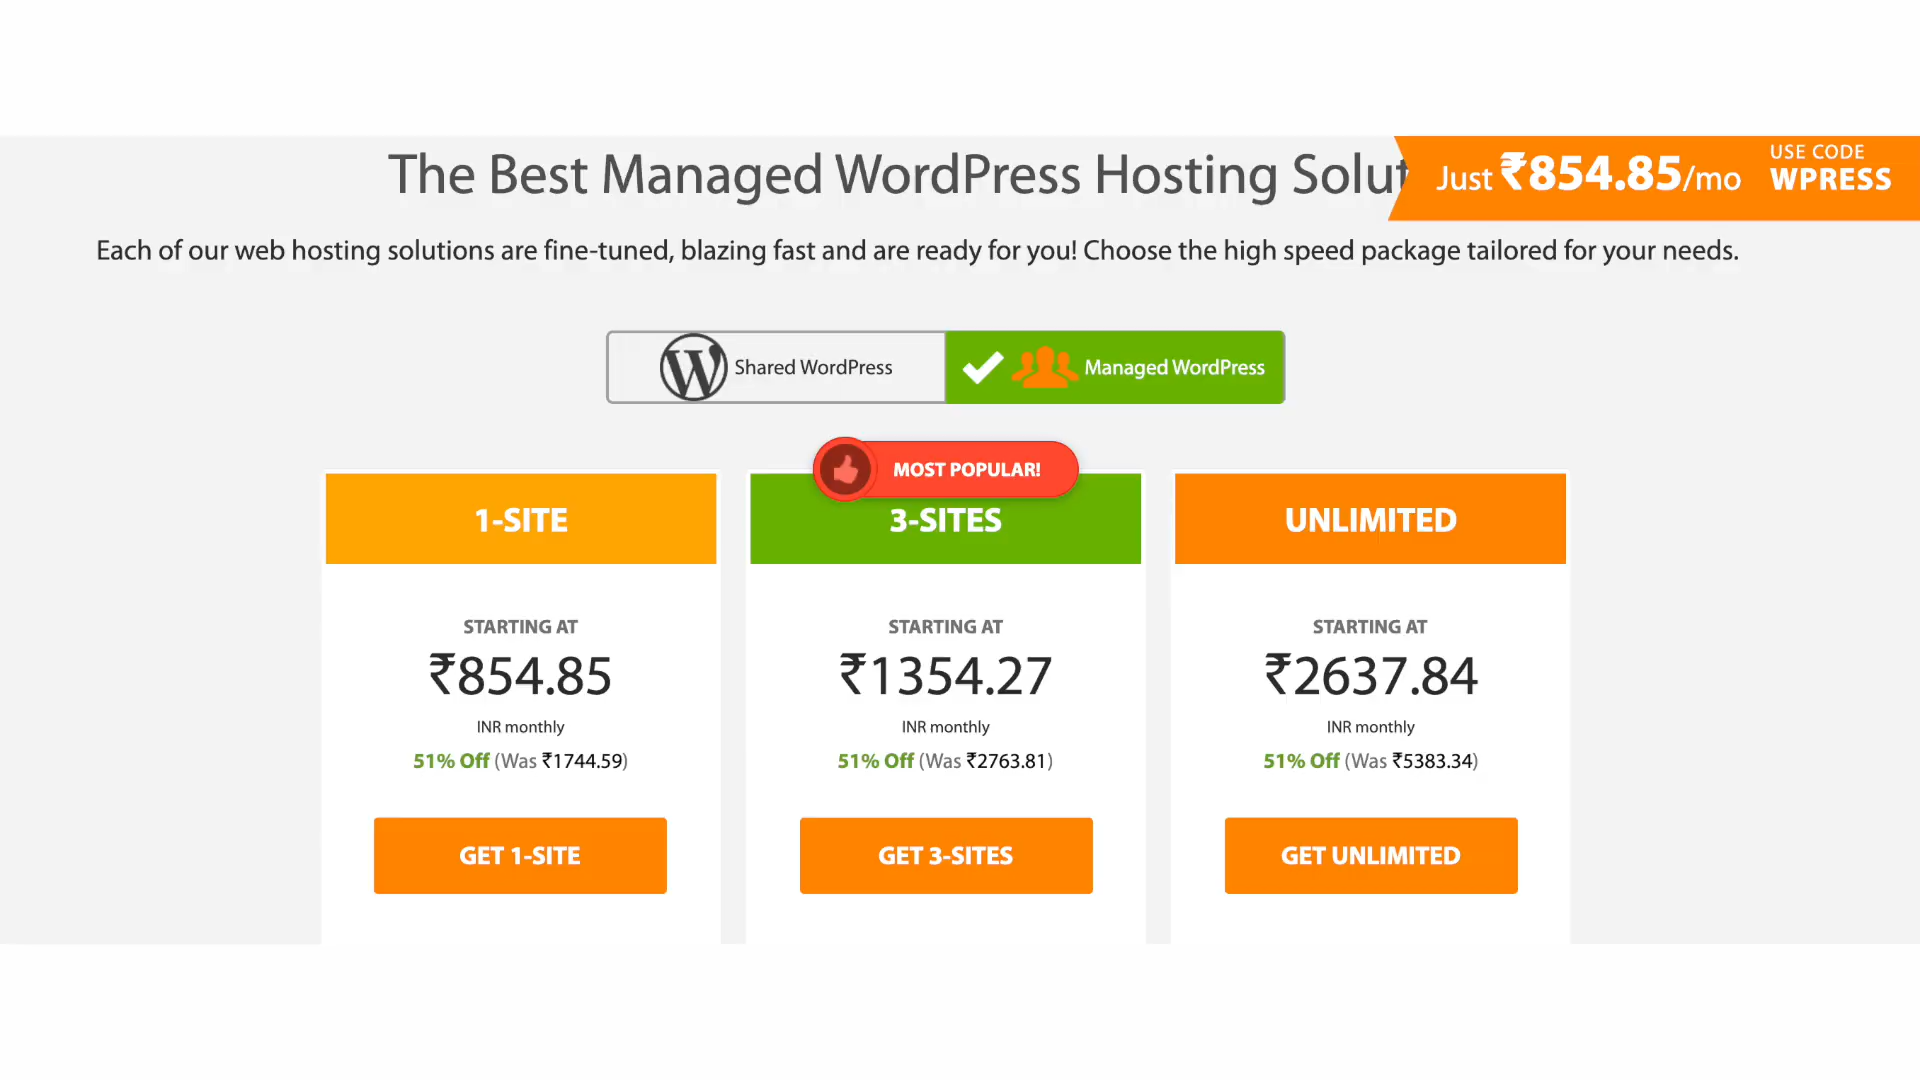 The Best Managed WordPress Hosting Solut
Just ₹854.85/mo
USE CODE
WPRESS
Each of our web hosting solutions are fine-tuned, blazing fast and are ready for you! Choose the high speed package tailored for your needs.
Shared WordPress
Managed WordPress
MOST POPULAR!
1-SITE
STARTING AT
₹854.85
INR monthly
51% Off (Was ₹1744.59)
GET 1-SITE
3-SITES
STARTING AT
₹1354.27
INR monthly
51% Off (Was ₹2763.81)
GET 3-SITES
UNLIMITED
STARTING AT
₹2637.84
INR monthly
51% Off (Was ₹5383.34)
GET UNLIMITED